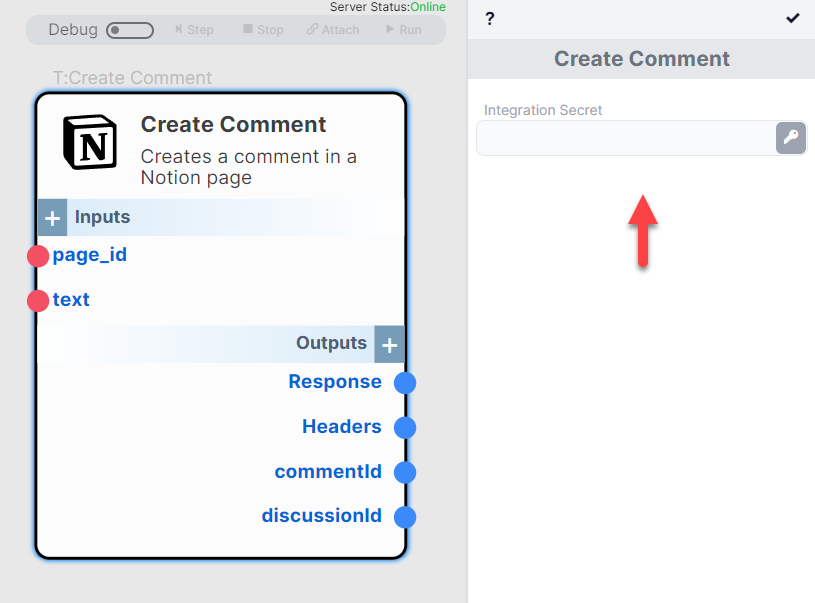 Server Status:Online
Debug Step Stop Attach Run
T:Create Comment
N
Create Comment
Creates a comment in a
Notion page
+ Inputs
page_id
text
Outputs +
Response
Headers
commentId
discussionId
?
Create Comment
Integration Secret